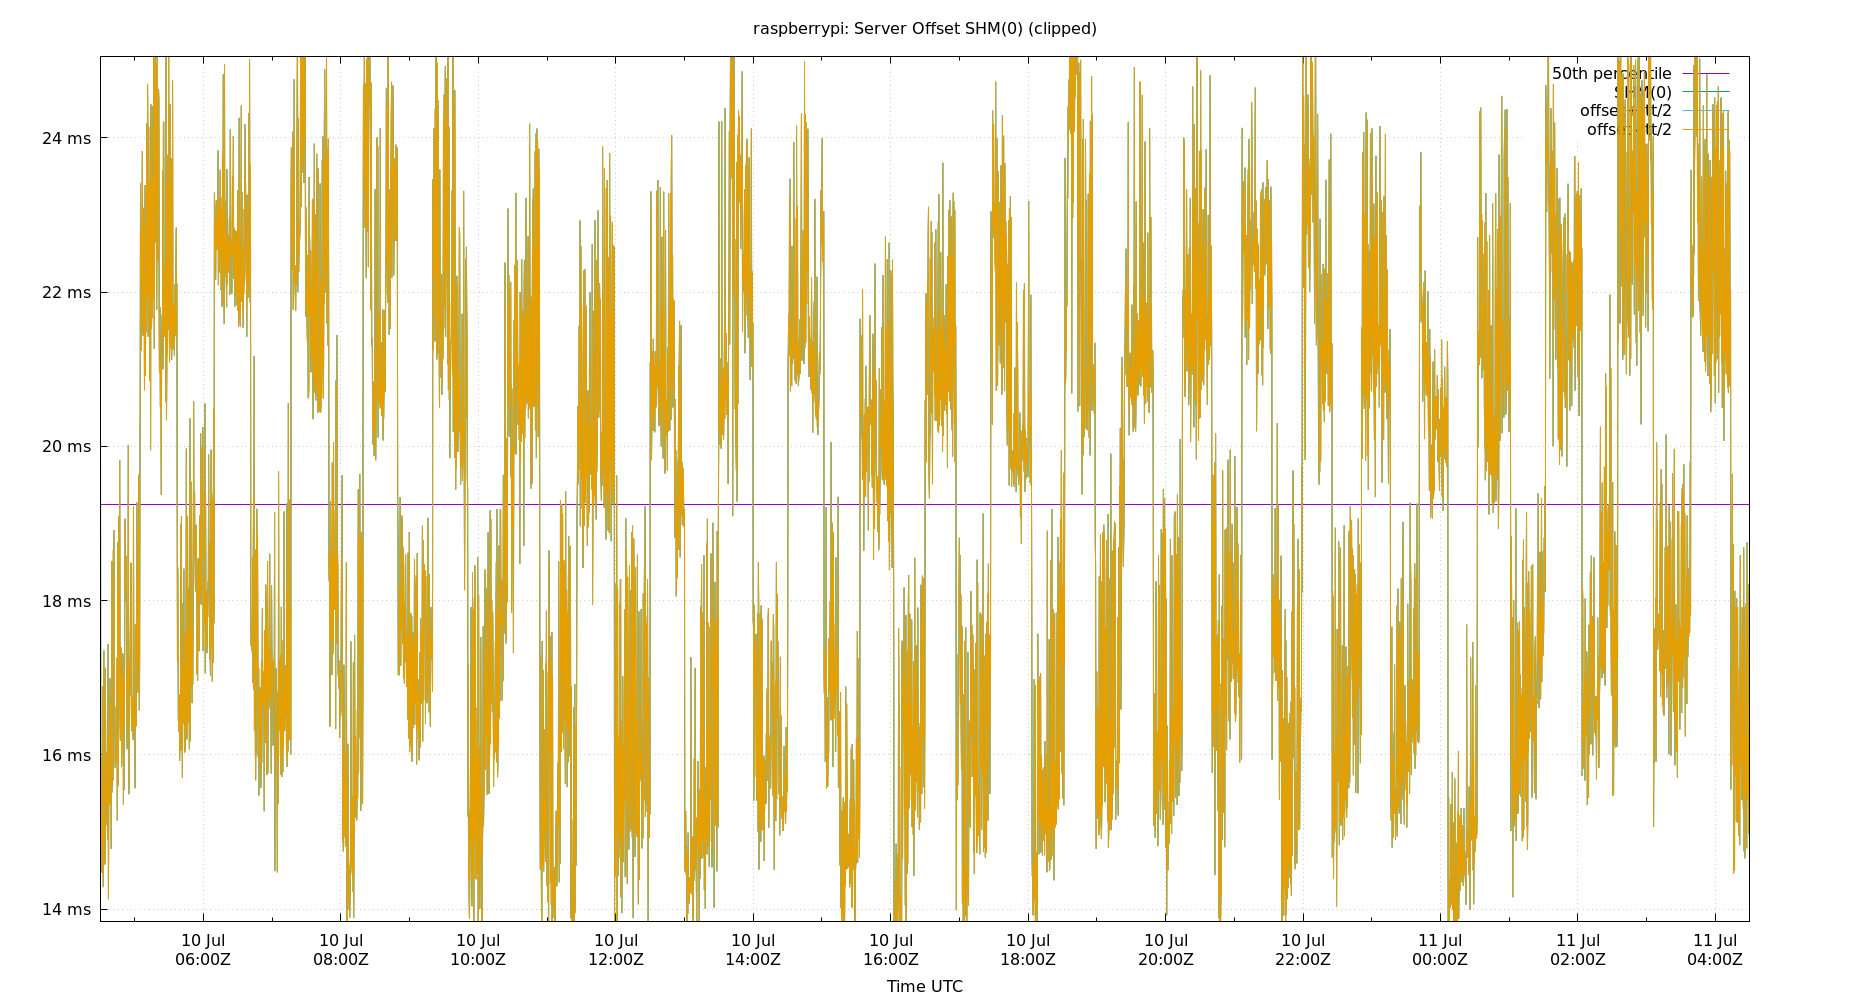 raspberrypi: Server Offset SHM(0) (clipped)
50th percentile
SHM(0)
24 ms
22 ms
20 ms
18 ms
16 ms
14 ms
10 Jul 10 Jul 10 Jul 10 Jul 10 Jul 10 Jul 10 Jul 10 Jul 10 Jul 11 Jul 11 Jul 11 Jul
06:00Z 08:00Z 10:00Z 12:00Z 14:00Z 16:00Z 18:00Z 20:00Z 22:00Z 00:00Z 02:00Z 04:00Z
Time UTC